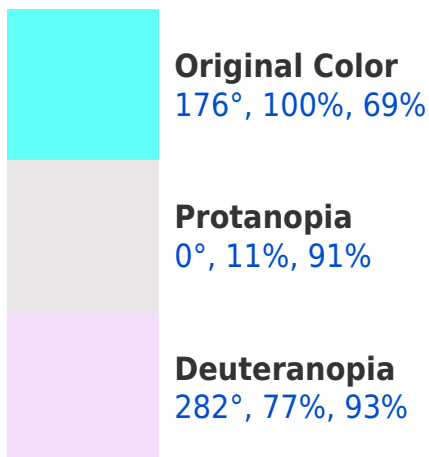 Original Color
176°, 100%, 69%
Protanopia
0°, 11%, 91%
Deuteranopia
282°, 77%, 93%